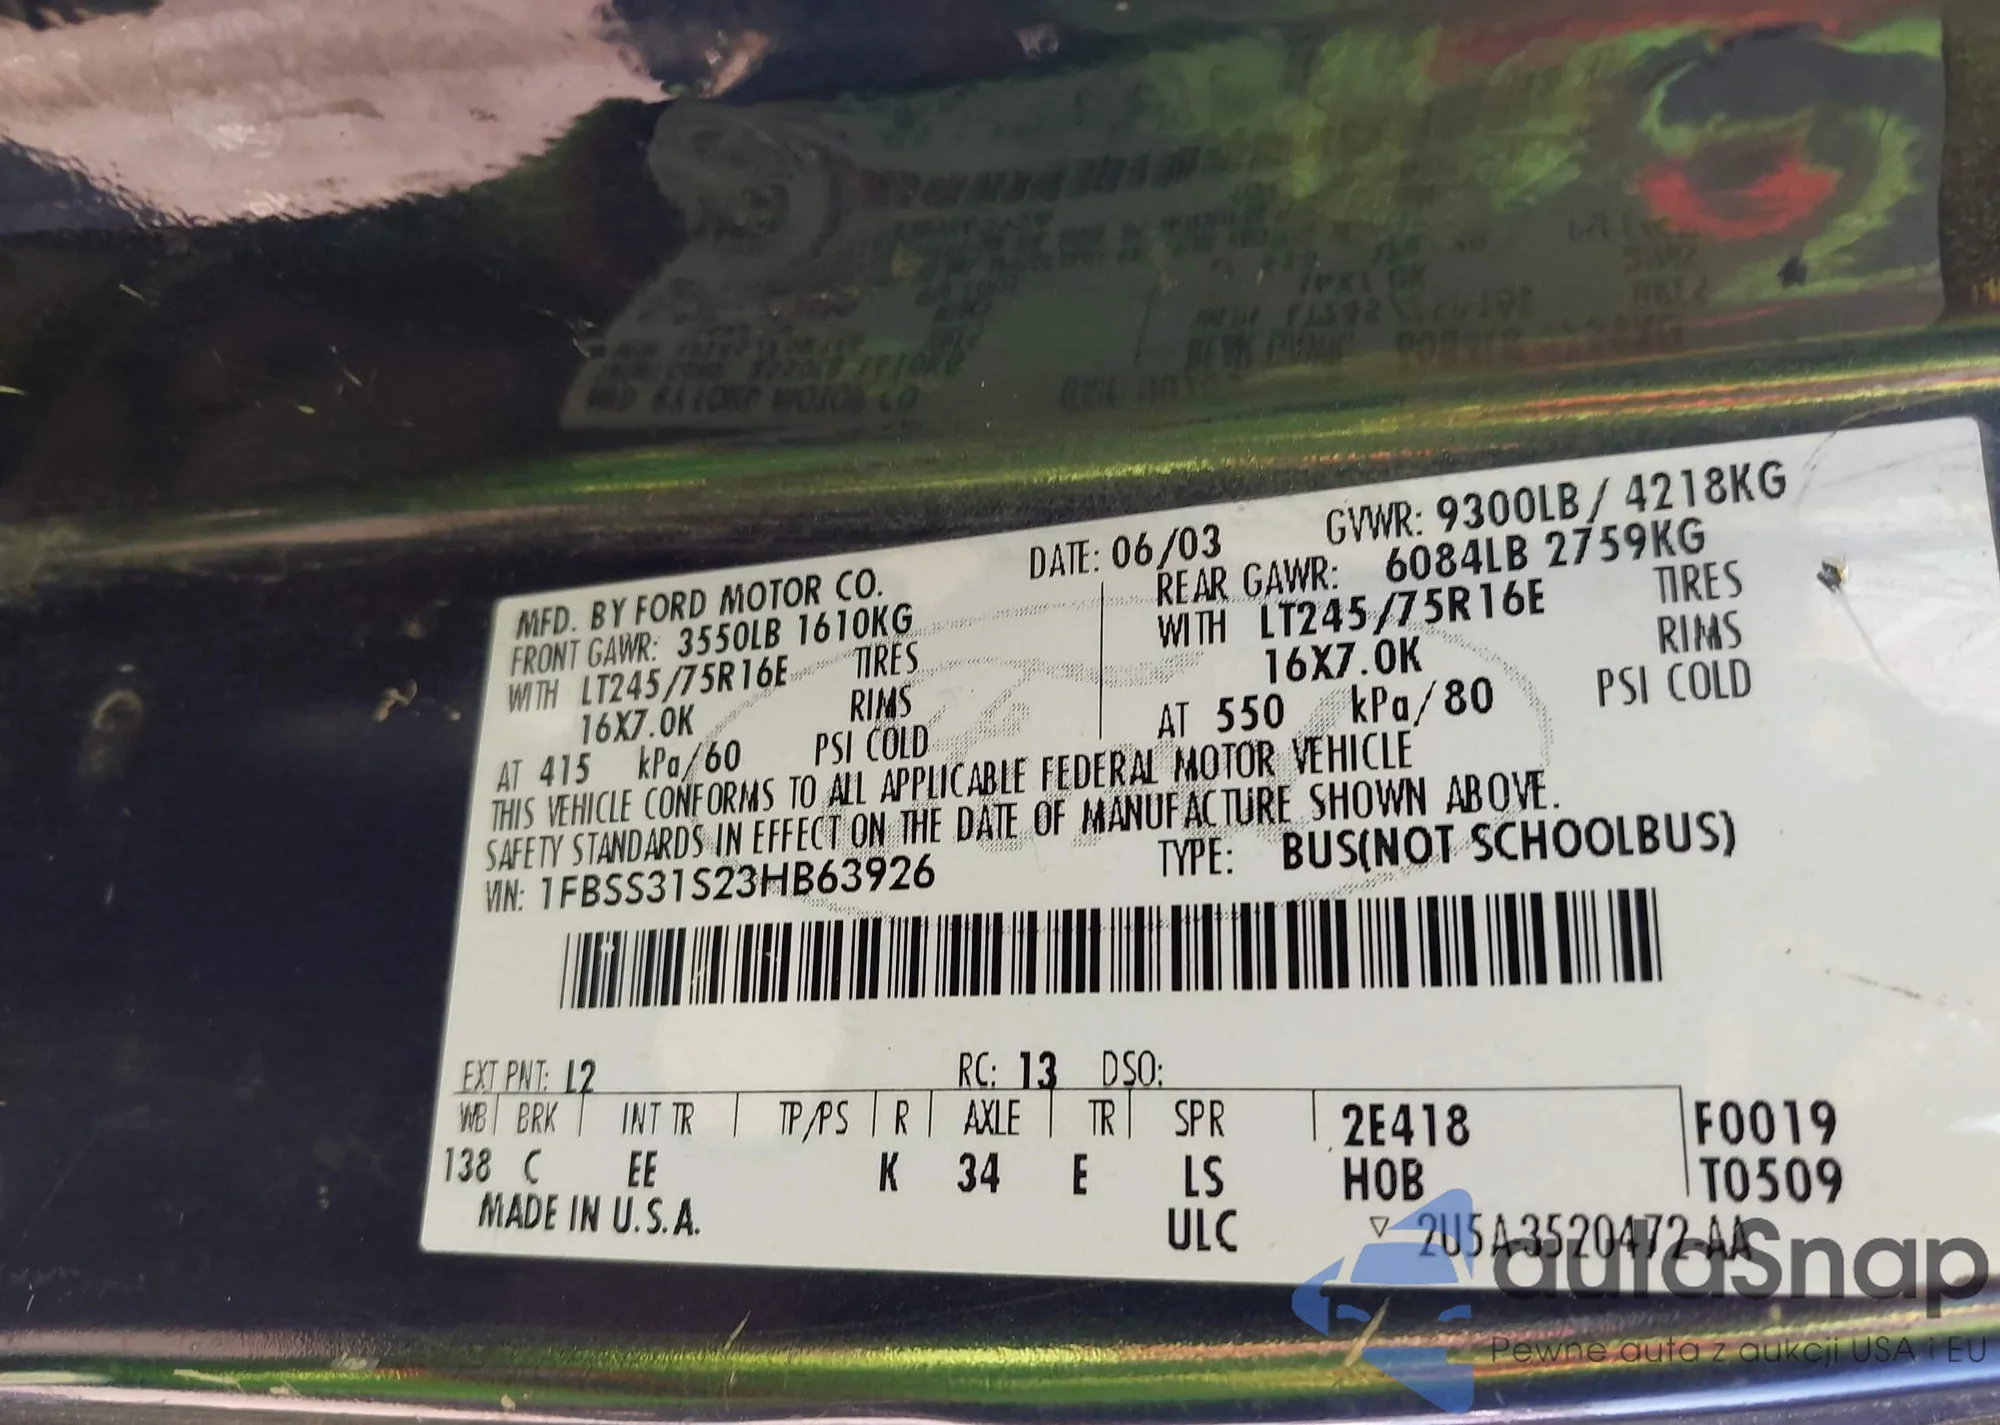 MFD. BY FORD MOTOR CO. DATE: 06/03 GVWR: 9300LB / 4218KG
FRONT GAWR: 3550LB 1610KG REAR GAWR: 6084LB 2759KG
WITH LT245/75R16E TIRES WITH LT245/75R16E TIRES
16X7.0K RIMS 16X7.0K RIMS
AT 415 kPa/60 PSI COLD AT 550 kPa/80 PSI COLD
THIS VEHICLE CONFORMS TO ALL APPLICABLE FEDERAL MOTOR VEHICLE
SAFETY STANDARDS IN EFFECT ON THE DATE OF MANUFACTURE SHOWN ABOVE.
VIN: 1FBSS31S23HB63926 TYPE: BUS(NOT SCHOOLBUS)
EXT PNT: L2 RC: 13 DSO:
WB BRK INT TR TP/PS R AXLE TR SPR 2E418 F0019
138 C EE K 34 E LS H0B T0509
MADE IN U.S.A. ULC ▽ 2U5A-3520472-AA
autaSnap
Pewne auta z aukcji USA i EU